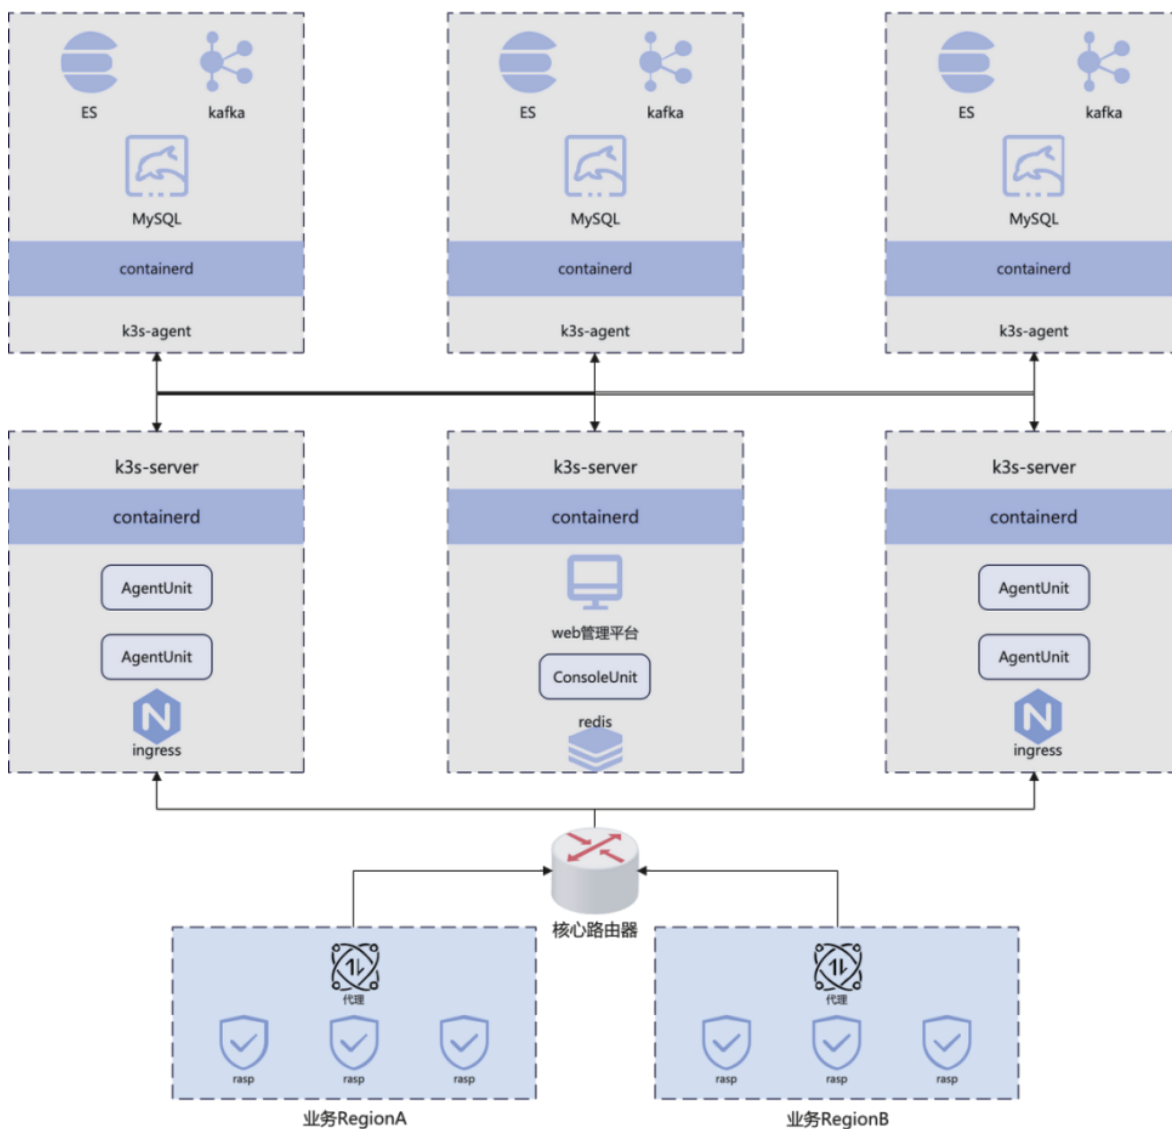 ES
kafka
MySQL
containerd
k3s-agent
ES
kafka
MySQL
containerd
k3s-agent
ES
kafka
MySQL
containerd
k3s-agent
k3s-server
containerd
AgentUnit
AgentUnit
ingress
k3s-server
containerd
web管理平台
ConsoleUnit
redis
k3s-server
containerd
AgentUnit
AgentUnit
ingress
核心路由器
代理
rasp
rasp
rasp
业务RegionA
代理
rasp
rasp
rasp
业务RegionB